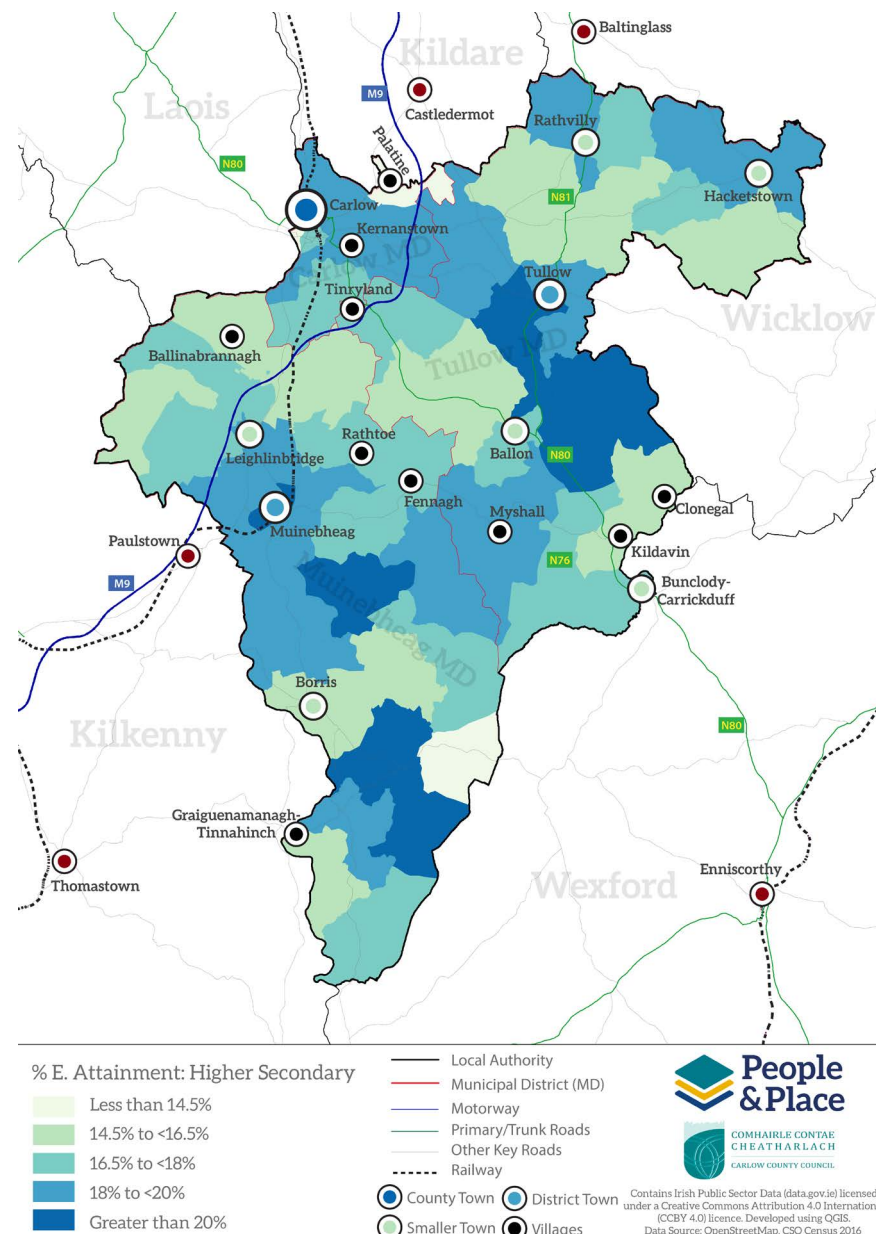 Baltinglass
Kildare
M9
Laois
Castledermot
Rathvilly
Palatine
N80
Hacketstown
N81
Carlow
Kernanstown
Carlow MD
Tullow
Tinryland
Wicklow
Ballinabrannagh
Tullow MD
Rathtoe
Leighlinbridge
Ballon
N80
Fennagh
Clonegal
Myshall
Muinebheag
Paulstown
Kildavin
N76
M9
Bunclody-
Carrickduff
Muinebheag MD
Borris
N80
Kilkenny
Graiguenamanagh-
Tinnahinch
Thomastown
Wexford
Enniscorthy
% E. Attainment: Higher Secondary
Less than 14.5%
14.5% to <16.5%
16.5% to <18%
18% to <20%
Greater than 20%
Local Authority
Municipal District (MD)
Motorway
Primary/Trunk Roads
Other Key Roads
Railway
County Town
District Town
Smaller Town
Villages
People
&Place
COMHAIRLE CONTAE
CHEATHARLACH
CARLOW COUNTY COUNCIL
Contains Irish Public Sector Data (data.gov.ie) licensed
under a Creative Commons Attribution 4.0 Internation
(CCBY 4.0) licence. Developed using QGIS.
Data Source: OpenStreetMap, CSO Census 2016